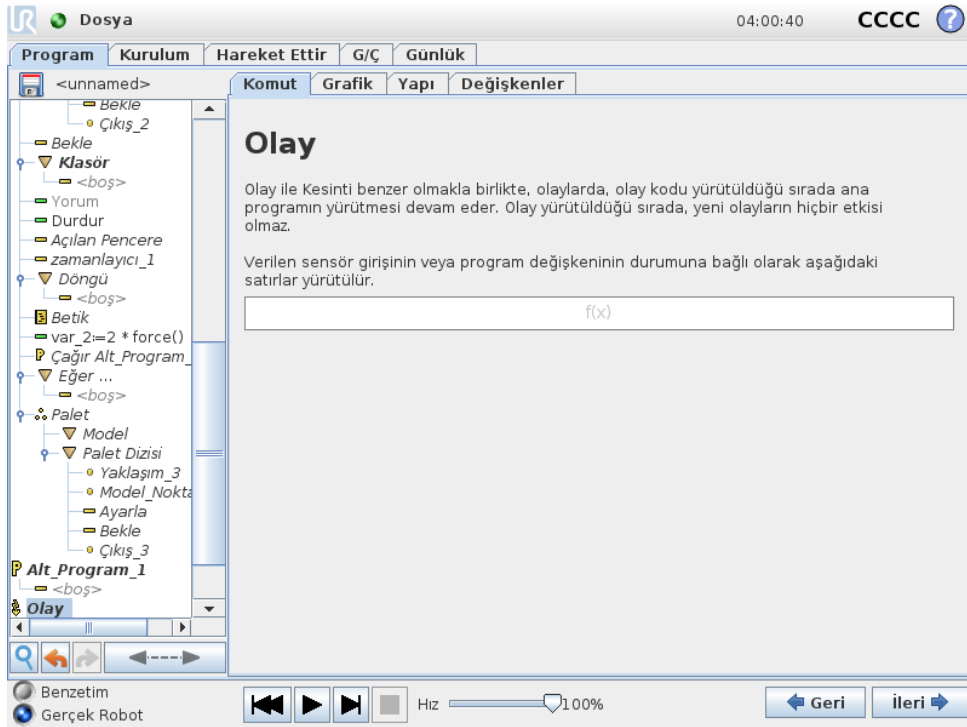 UR Dosya 04:00:40 CCCC ?
Program Kurulum Hareket Ettir G/Ç Günlük
<unnamed>
Komut Grafik Yapı Değişkenler
Bekle
Çıkış_2
Bekle
Klasör
<boş>
Yorum
Durdur
Açılan Pencere
zamanlayıcı_1
Döngü
<boş>
Betik
var_2:=2 * force()
Çağır Alt_Program_
Eğer ...
<boş>
Palet
Model
Palet Dizisi
Yaklaşım_3
Model_Nokta
Ayarla
Bekle
Çıkış_3
Alt_Program_1
<boş>
Olay
Olay
Olay ile Kesinti benzer olmakla birlikte, olaylarda, olay kodu yürütüldüğü sırada ana
programın yürütmesi devam eder. Olay yürütüldüğü sırada, yeni olayların hiçbir etkisi
olmaz.
Verilen sensör girişinin veya program değişkeninin durumuna bağlı olarak aşağıdaki
satırlar yürütülür.
f(x)
Benzetim
Gerçek Robot
Hız 100%
Geri İleri